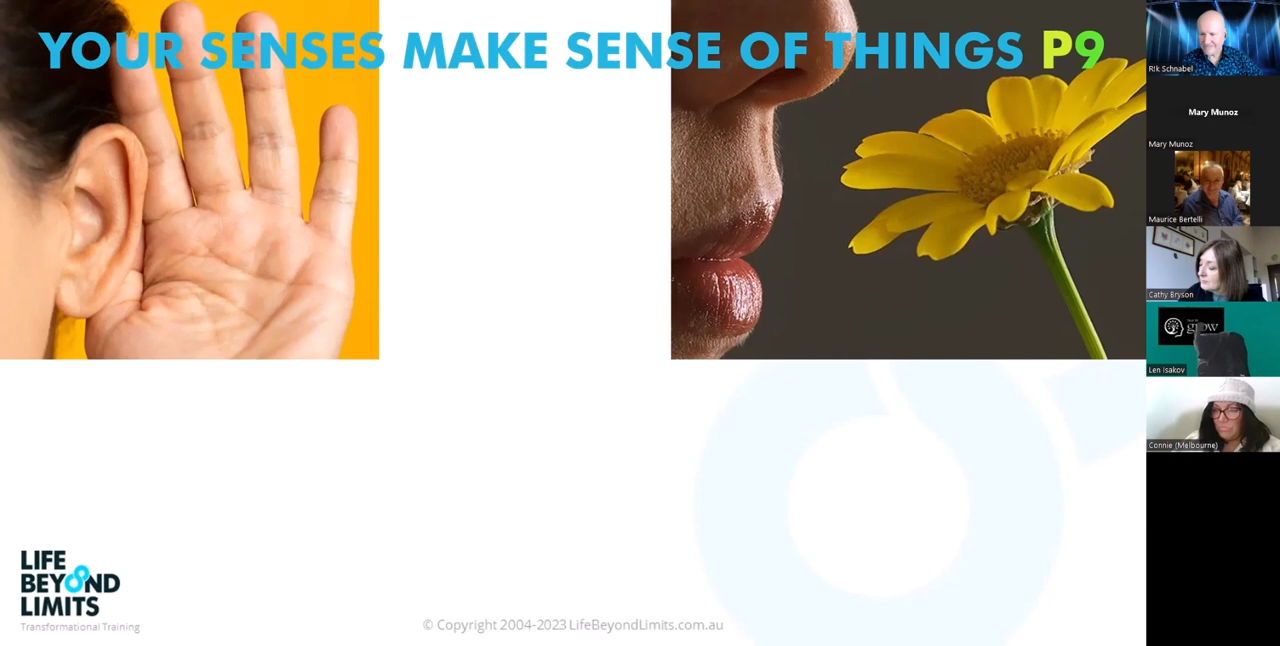 YOUR SENSES MAKE SENSE OF THINGS P9
RIk Schnabel
Mary Munoz
Mary Munoz
Maurice Bertelli
Cathy Bryson
grow
Len Isakov
Connie (Melbourne)
LIFE
BEYOND
LIMITS
Transformational Training
© Copyright 2004-2023 LifeBeyondLimits.com.au